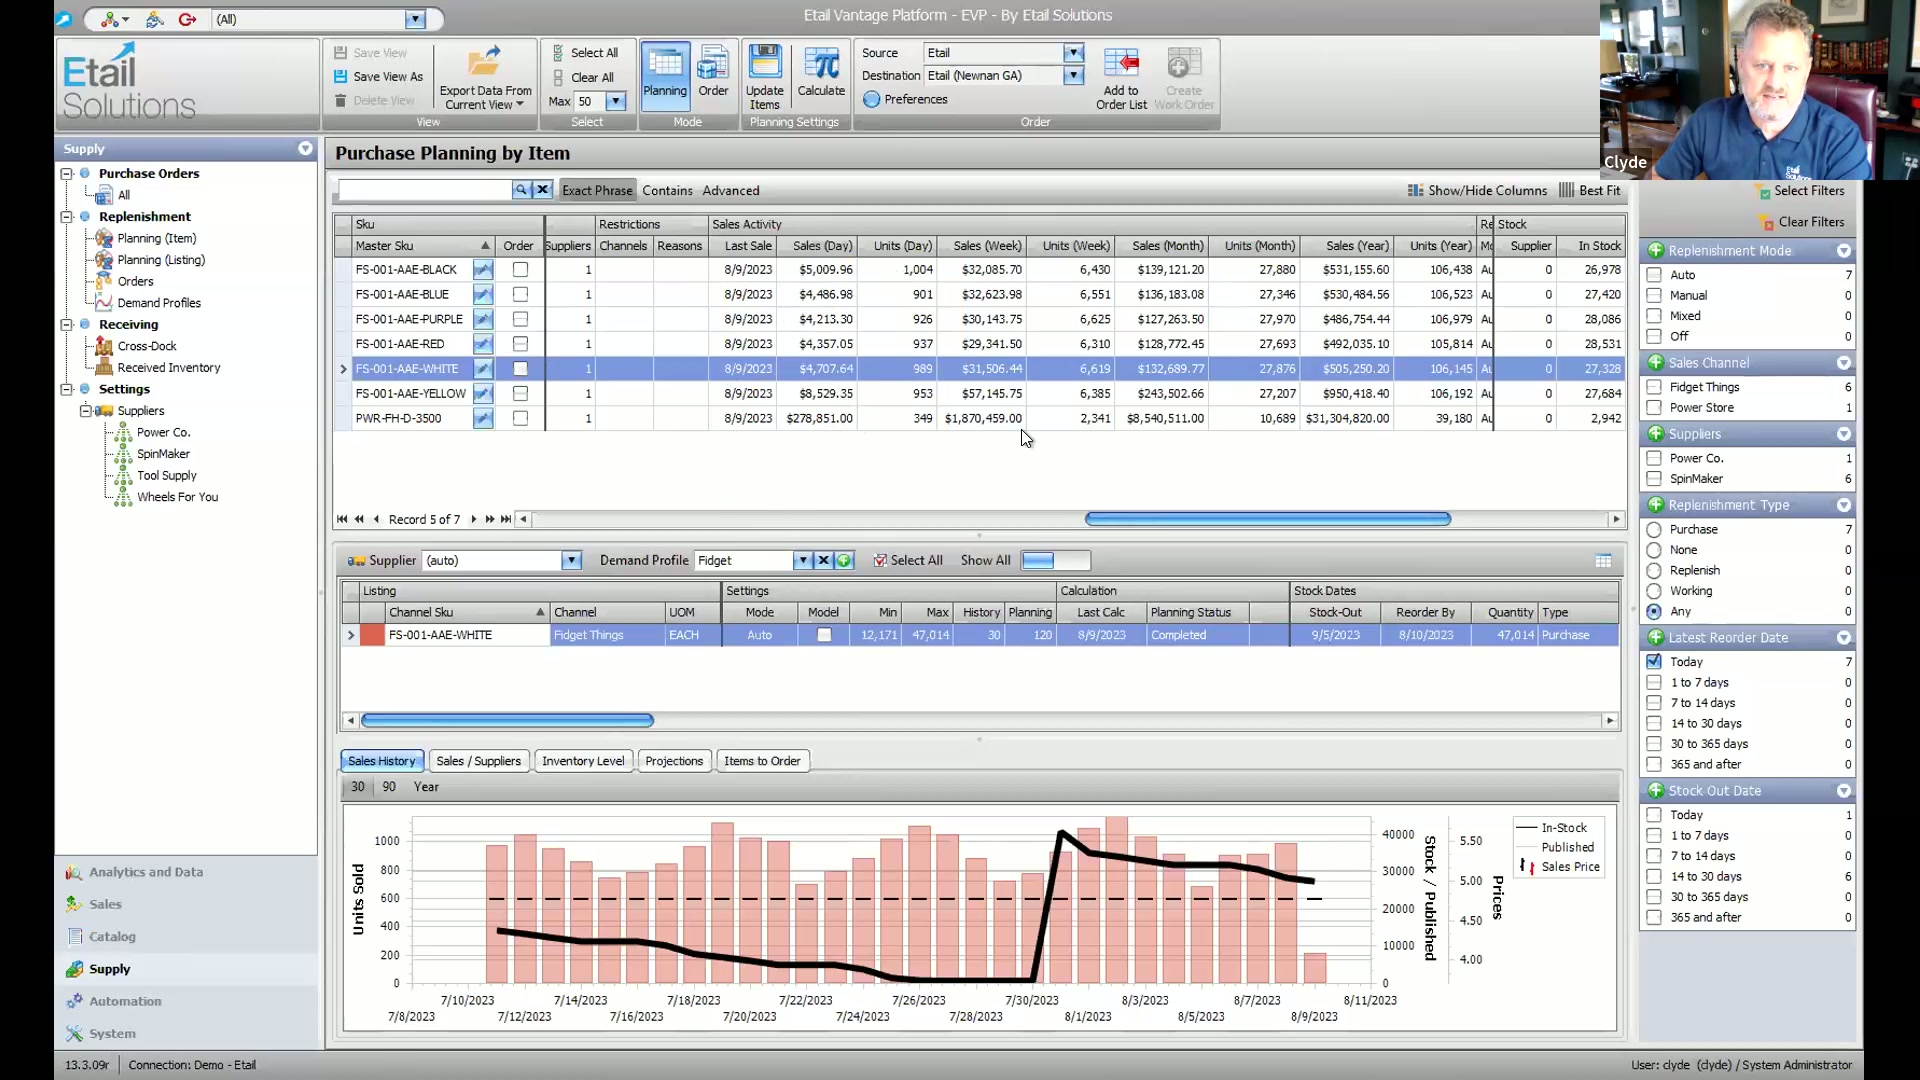 (All)
Etail Vantage Platform - EVP - By Etail Solutions
Etail
Solutions
Save View
Save View As
Delete View
Export Data From
Current View
View
Select All
Clear All
Max 50
Select
Planning
Order
Mode
Update
Items
Calculate
Planning Settings
Source Etail
Destination Etail (Newnan GA)
Preferences
Add to
Order List
Create
Work Order
Order
Clyde
Supply
Purchase Orders
All
Replenishment
Planning (Item)
Planning (Listing)
Orders
Demand Profiles
Receiving
Cross-Dock
Received Inventory
Settings
Suppliers
Power Co.
SpinMaker
Tool Supply
Wheels For You
Analytics and Data
Sales
Catalog
Supply
Automation
System
Purchase Planning by Item
Exact Phrase Contains Advanced
Show/Hide Columns Best Fit
Sku Restrictions Sales Activity Re Stock
Master Sku Order Suppliers Channels Reasons Last Sale Sales (Day) Units (Day) Sales (Week) Units (Week) Sales (Month) Units (Month) Sales (Year) Units (Year) Mc Supplier In Stock
FS-001-AAE-BLACK 1 8/9/2023 $5,009.96 1,004 $32,085.70 6,430 $139,121.20 27,880 $531,155.60 106,438 Au 0 26,978
FS-001-AAE-BLUE 1 8/9/2023 $4,486.98 901 $32,623.98 6,551 $136,183.08 27,346 $530,484.56 106,523 Au 0 27,420
FS-001-AAE-PURPLE 1 8/9/2023 $4,213.30 926 $30,143.75 6,625 $127,263.50 27,970 $486,754.44 106,979 Au 0 28,086
FS-001-AAE-RED 1 8/9/2023 $4,357.05 937 $29,341.50 6,310 $128,772.45 27,693 $492,035.10 105,814 Au 0 28,531
FS-001-AAE-WHITE 1 8/9/2023 $4,707.64 989 $31,506.44 6,619 $132,689.77 27,876 $505,250.20 106,145 Au 0 27,328
FS-001-AAE-YELLOW 1 8/9/2023 $8,529.35 953 $57,145.75 6,385 $243,502.66 27,207 $950,418.40 106,192 Au 0 27,684
PWR-FH-D-3500 1 8/9/2023 $278,851.00 349 $1,870,459.00 2,341 $8,540,511.00 10,689 $31,304,820.00 39,180 Au 0 2,942
Record 5 of 7
Supplier (auto) Demand Profile Fidget Select All Show All
Listing Settings Calculation Stock Dates
Channel Sku Channel UOM Mode Model Min Max History Planning Last Calc Planning Status Stock-Out Reorder By Quantity Type
FS-001-AAE-WHITE Fidget Things EACH Auto 12,171 47,014 30 120 8/9/2023 Completed 9/5/2023 8/10/2023 47,014 Purchase
Sales History Sales / Suppliers Inventory Level Projections Items to Order
30 90 Year
Units Sold
1000
800
600
400
200
0
40000
30000
20000
10000
0
Stock / Published
5.50
5.00
4.50
4.00
Prices
In-Stock
Published
Sales Price
7/10/2023 7/14/2023 7/18/2023 7/22/2023 7/26/2023 7/30/2023 8/3/2023 8/7/2023 8/11/2023
7/8/2023 7/12/2023 7/16/2023 7/20/2023 7/24/2023 7/28/2023 8/1/2023 8/5/2023 8/9/2023
Select Filters
Clear Filters
Replenishment Mode
Auto 7
Manual 0
Mixed 0
Off 0
Sales Channel
Fidget Things 6
Power Store 1
Suppliers
Power Co. 1
SpinMaker 6
Replenishment Type
Purchase 7
None 0
Replenish 0
Working 0
Any 0
Latest Reorder Date
Today 7
1 to 7 days 0
7 to 14 days 0
14 to 30 days 0
30 to 365 days 0
365 and after 0
Stock Out Date
Today 1
1 to 7 days 0
7 to 14 days 0
14 to 30 days 6
30 to 365 days 0
365 and after 0
13.3.09r Connection: Demo - Etail
User: clyde (clyde) / System Administrator